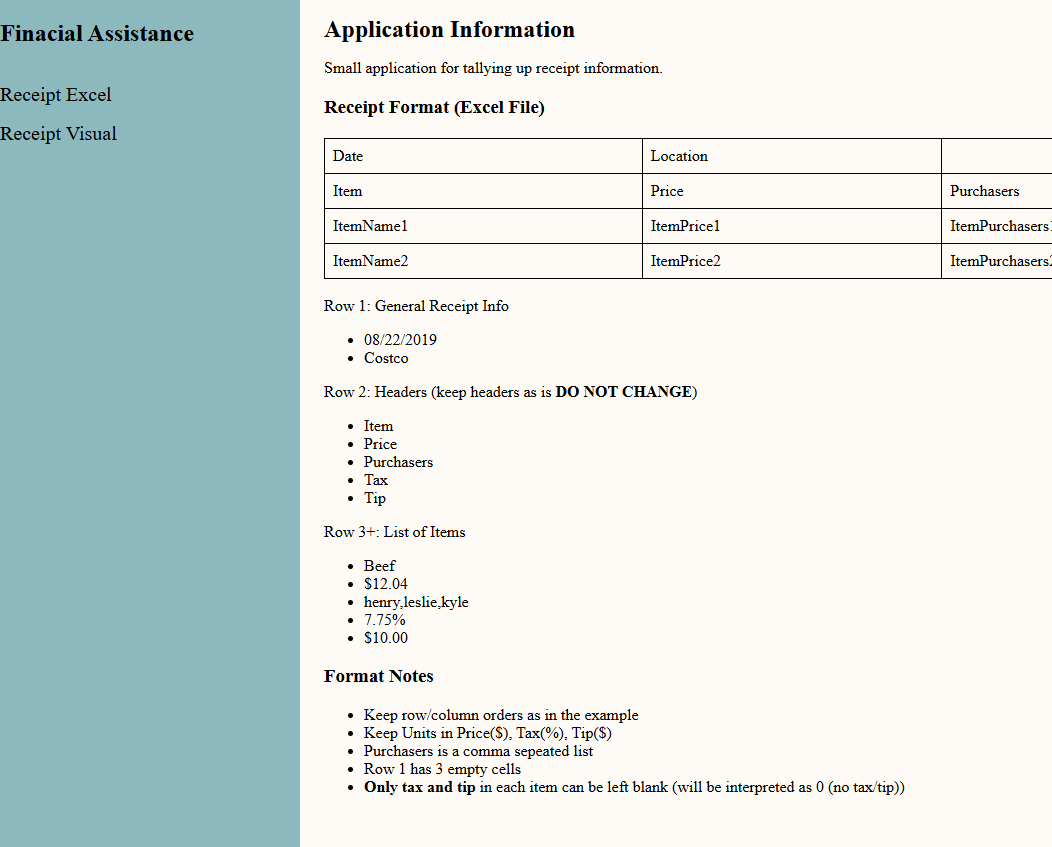 Finacial Assistance
Receipt Excel
Receipt Visual
Application Information
Small application for tallying up receipt information.
Receipt Format (Excel File)
Date Location
Item Price Purchasers
ItemName1 ItemPrice1 ItemPurchasers1
ItemName2 ItemPrice2 ItemPurchasers2
Row 1: General Receipt Info
08/22/2019
Costco
Row 2: Headers (keep headers as is DO NOT CHANGE)
Item
Price
Purchasers
Tax
Tip
Row 3+: List of Items
Beef
$12.04
henry,leslie,kyle
7.75%
$10.00
Format Notes
Keep row/column orders as in the example
Keep Units in Price($), Tax(%), Tip($)
Purchasers is a comma sepeated list
Row 1 has 3 empty cells
Only tax and tip in each item can be left blank (will be interpreted as 0 (no tax/tip))